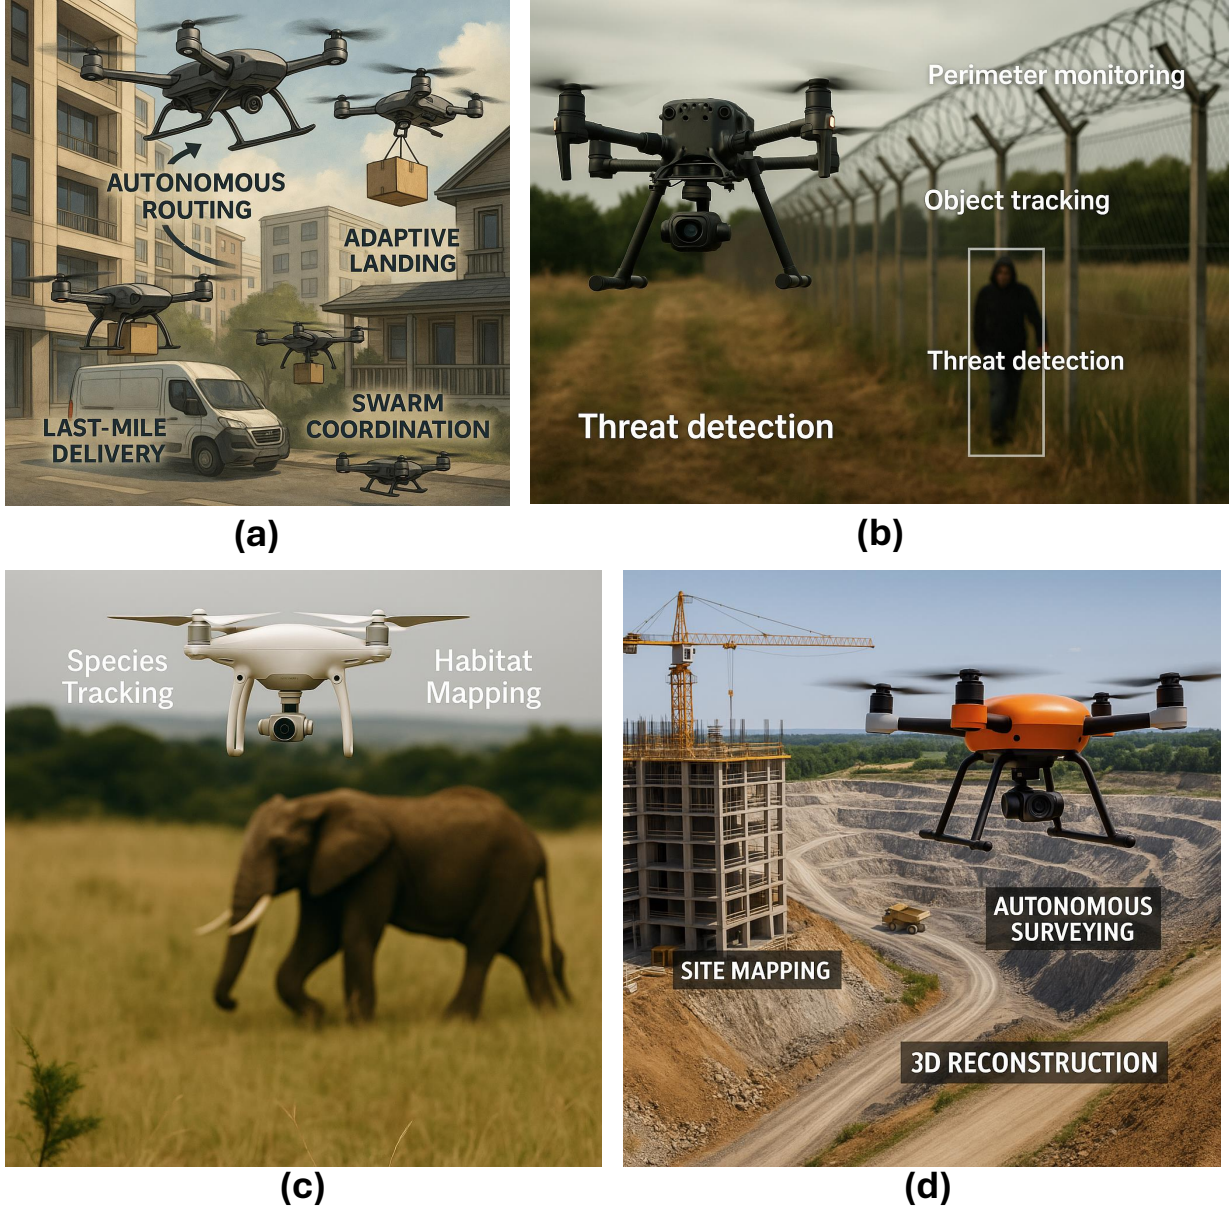 AUTONOMOUS
ROUTING
ADAPTIVE
LANDING
LAST-MILE
DELIVERY
SWARM
COORDINATION
(a)
Perimeter monitoring
Object tracking
Threat detection
Threat detection
(b)
Species
Tracking
Habitat
Mapping
(c)
AUTONOMOUS
SURVEYING
SITE MAPPING
3D RECONSTRUCTION
(d)